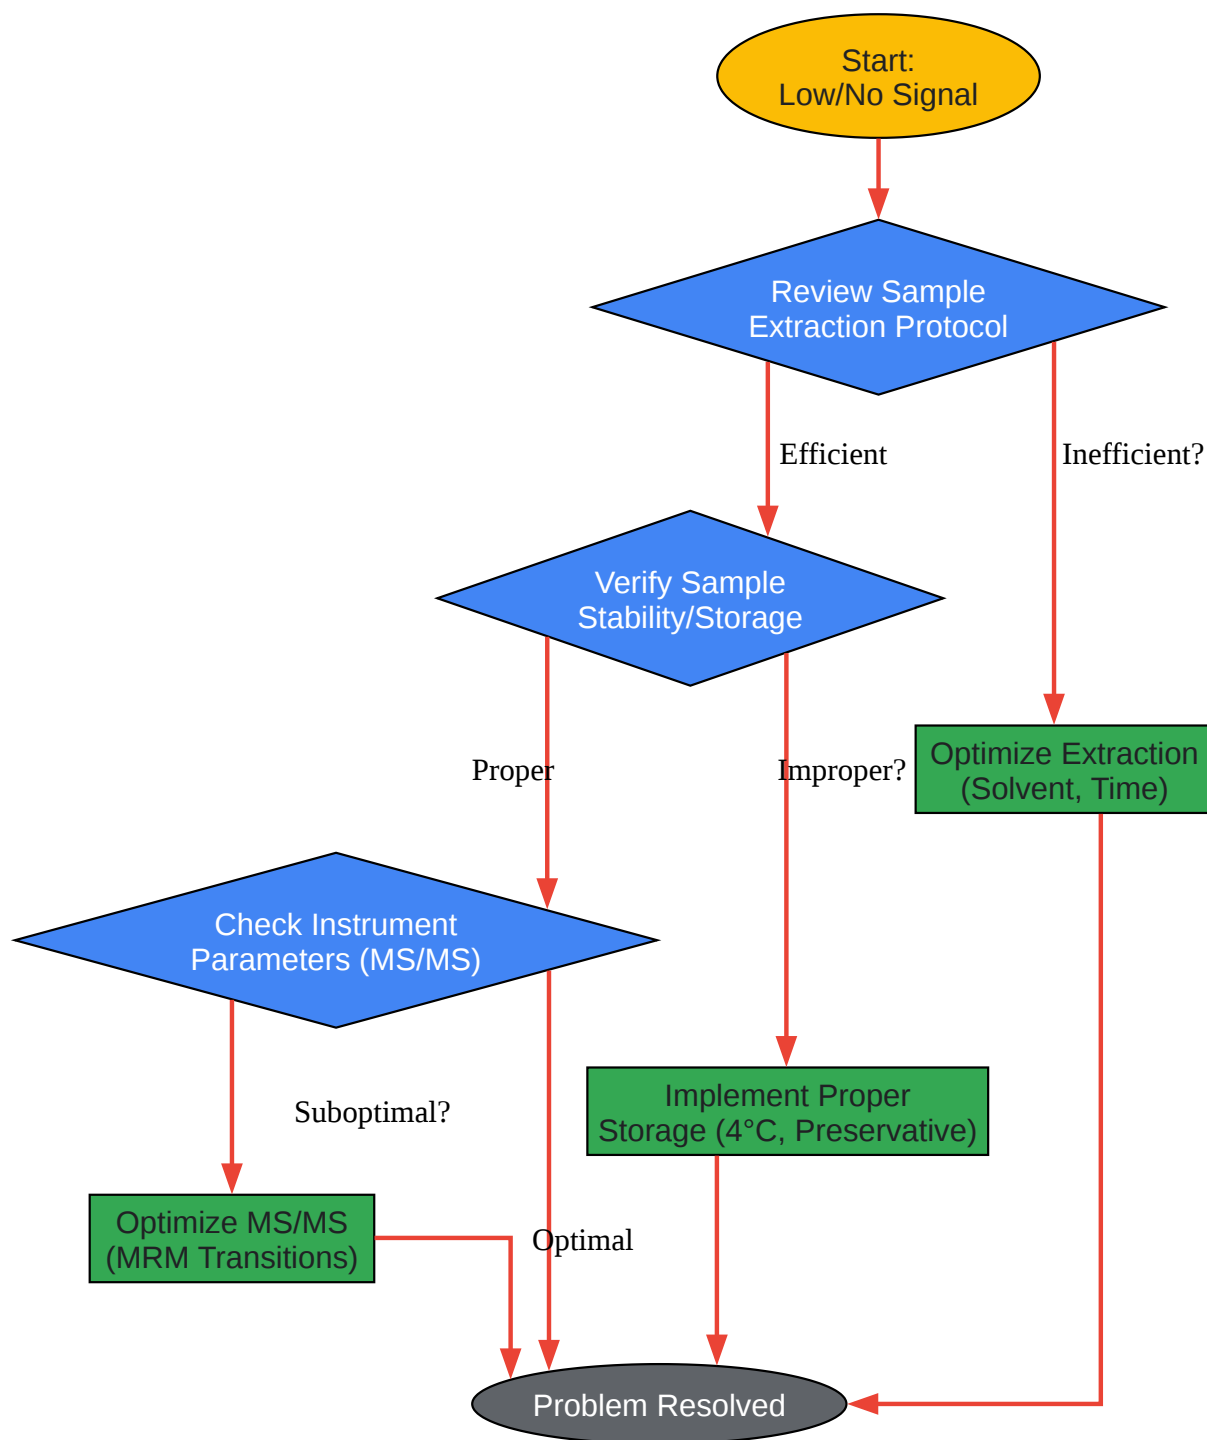 Start:
Low/No Signal
Review Sample
Extraction Protocol
Efficient
Inefficient?
Verify Sample
Stability/Storage
Proper
Improper?
Optimize Extraction
(Solvent, Time)
Check Instrument
Parameters (MS/MS)
Suboptimal?
Implement Proper
Storage (4°C, Preservative)
Optimize MS/MS
(MRM Transitions)
Optimal
Problem Resolved